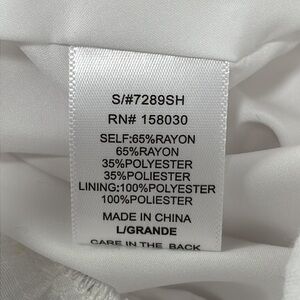 S/#7289SH
RN# 158030
SELF:65%RAYON
65%RAYON
35%POLYESTER
35%POLIESTER
LINING:100%POLYESTER
100%POLIESTER
MADE IN CHINA
L/GRANDE
CARE IN THE BACK